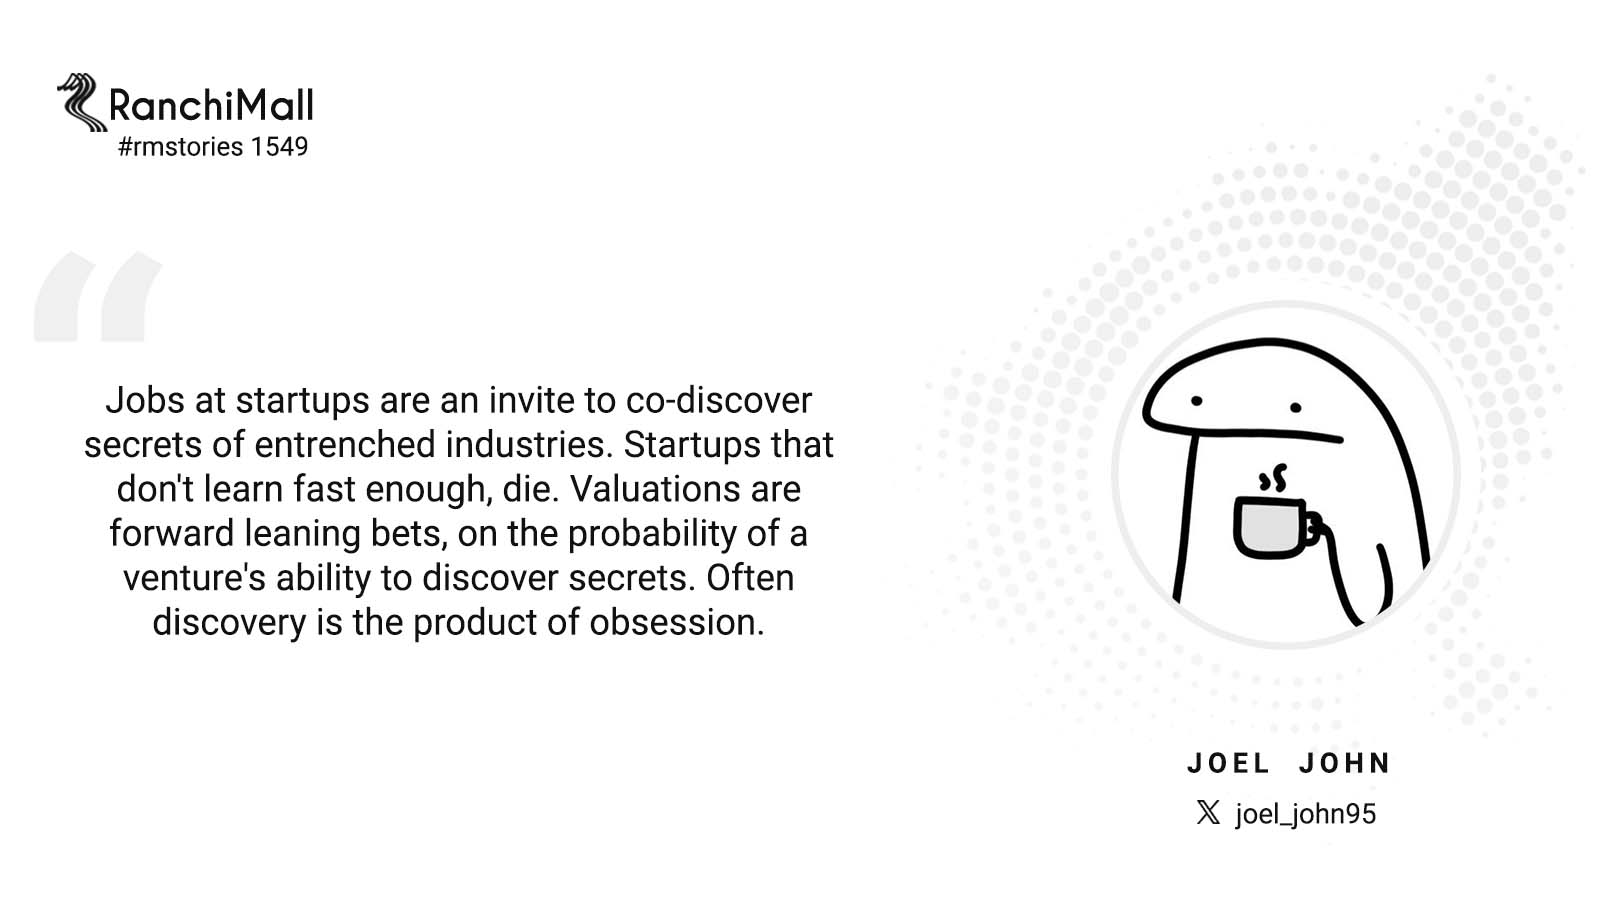 RanchiMall
#rmstories 1549
“
Jobs at startups are an invite to co-discover
secrets of entrenched industries. Startups that
don't learn fast enough, die. Valuations are
forward leaning bets, on the probability of a
venture's ability to discover secrets. Often
discovery is the product of obsession.
JOEL JOHN
𝕏 joel_john95